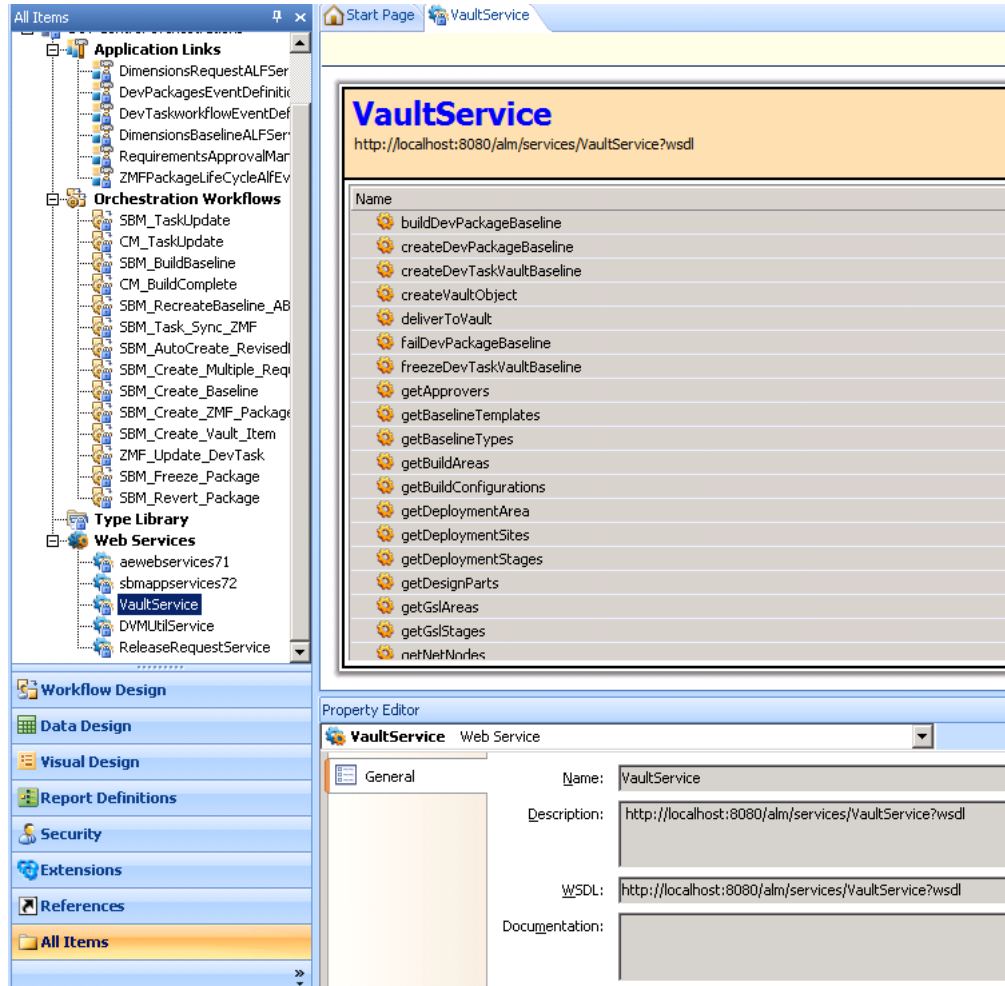 All Items
Application Links
DimensionsRequestALFSer
DevPackagesEventDefinitic
DevTaskworkflowEventDef
DimensionsBaselineALFSer
RequirementsApprovalMan
ZMFPackageLifeCycleAlfEv
Orchestration Workflows
SBM_TaskUpdate
CM_TaskUpdate
SBM_BuildBaseline
CM_BuildComplete
SBM_RecreateBaseline_AB
SBM_Task_Sync_ZMF
SBM_AutoCreate_RevisedI
SBM_Create_Multiple_Requ
SBM_Create_Baseline
SBM_Create_ZMF_Package
SBM_Create_Vault_Item
ZMF_Update_DevTask
SBM_Freeze_Package
SBM_Revert_Package
Type Library
Web Services
aewebservices71
sbmappservices72
VaultService
DVMUtilService
ReleaseRequestService
Workflow Design
Data Design
Visual Design
Report Definitions
Security
Extensions
References
All Items
Start Page
VaultService
VaultService
http://localhost:8080/alm/services/VaultService?wsdl
Name
buildDevPackageBaseline
createDevPackageBaseline
createDevTaskVaultBaseline
createVaultObject
deliverToVault
failDevPackageBaseline
freezeDevTaskVaultBaseline
getApprovers
getBaselineTemplates
getBaselineTypes
getBuildAreas
getBuildConfigurations
getDeploymentArea
getDeploymentSites
getDeploymentStages
getDesignParts
getGslAreas
getGslStages
getNetNodes
Property Editor
VaultService Web Service
General
Name: VaultService
Description: http://localhost:8080/alm/services/VaultService?wsdl
WSDL: http://localhost:8080/alm/services/VaultService?wsdl
Documentation: